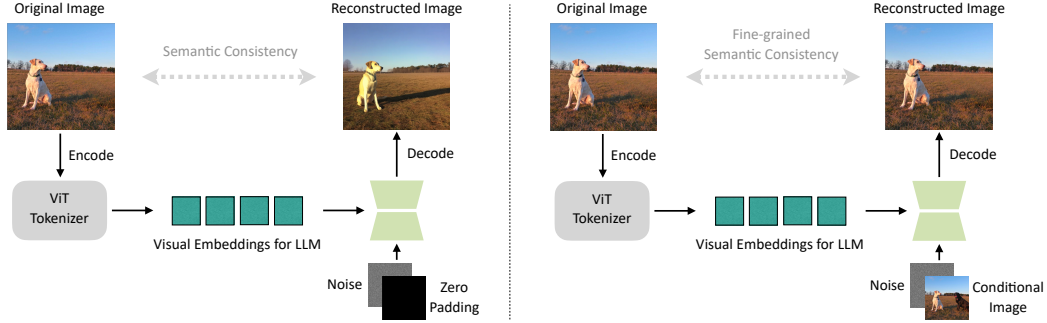 Original Image
Reconstructed Image
Semantic Consistency
Encode
Decode
ViT
Tokenizer
Visual Embeddings for LLM
Noise
Zero
Padding
Original Image
Reconstructed Image
Fine-grained
Semantic Consistency
Encode
Decode
ViT
Tokenizer
Visual Embeddings for LLM
Noise
Conditional
Image